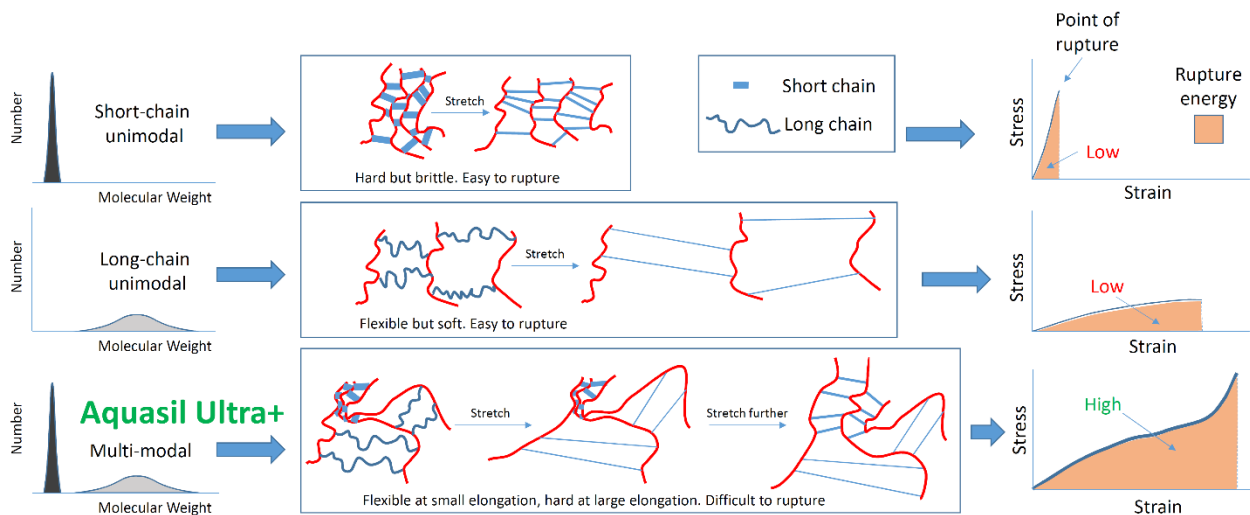 Number
Short-chain
unimodal
Molecular Weight
Stretch
Hard but brittle. Easy to rupture
Short chain
Long chain
Point of
rupture
Rupture
energy
Stress
Low
Strain
Number
Long-chain
unimodal
Molecular Weight
Stretch
Flexible but soft. Easy to rupture
Stress
Low
Strain
Number
Aquasil Ultra+
Multi-modal
Molecular Weight
Stretch
Stretch further
Flexible at small elongation, hard at large elongation. Difficult to rupture
Stress
High
Strain